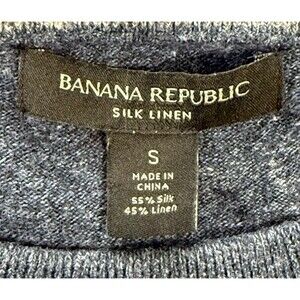 BANANA REPUBLIC
SILK LINEN
S
MADE IN
CHINA
55% Silk
45% Linen